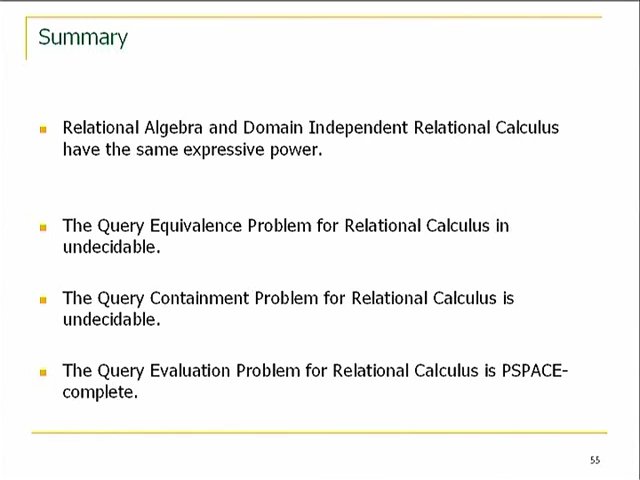 Summary
Relational Algebra and Domain Independent Relational Calculus
have the same expressive power.
The Query Equivalence Problem for Relational Calculus in
undecidable.
The Query Containment Problem for Relational Calculus is
undecidable.
The Query Evaluation Problem for Relational Calculus is PSPACE-
complete.
55